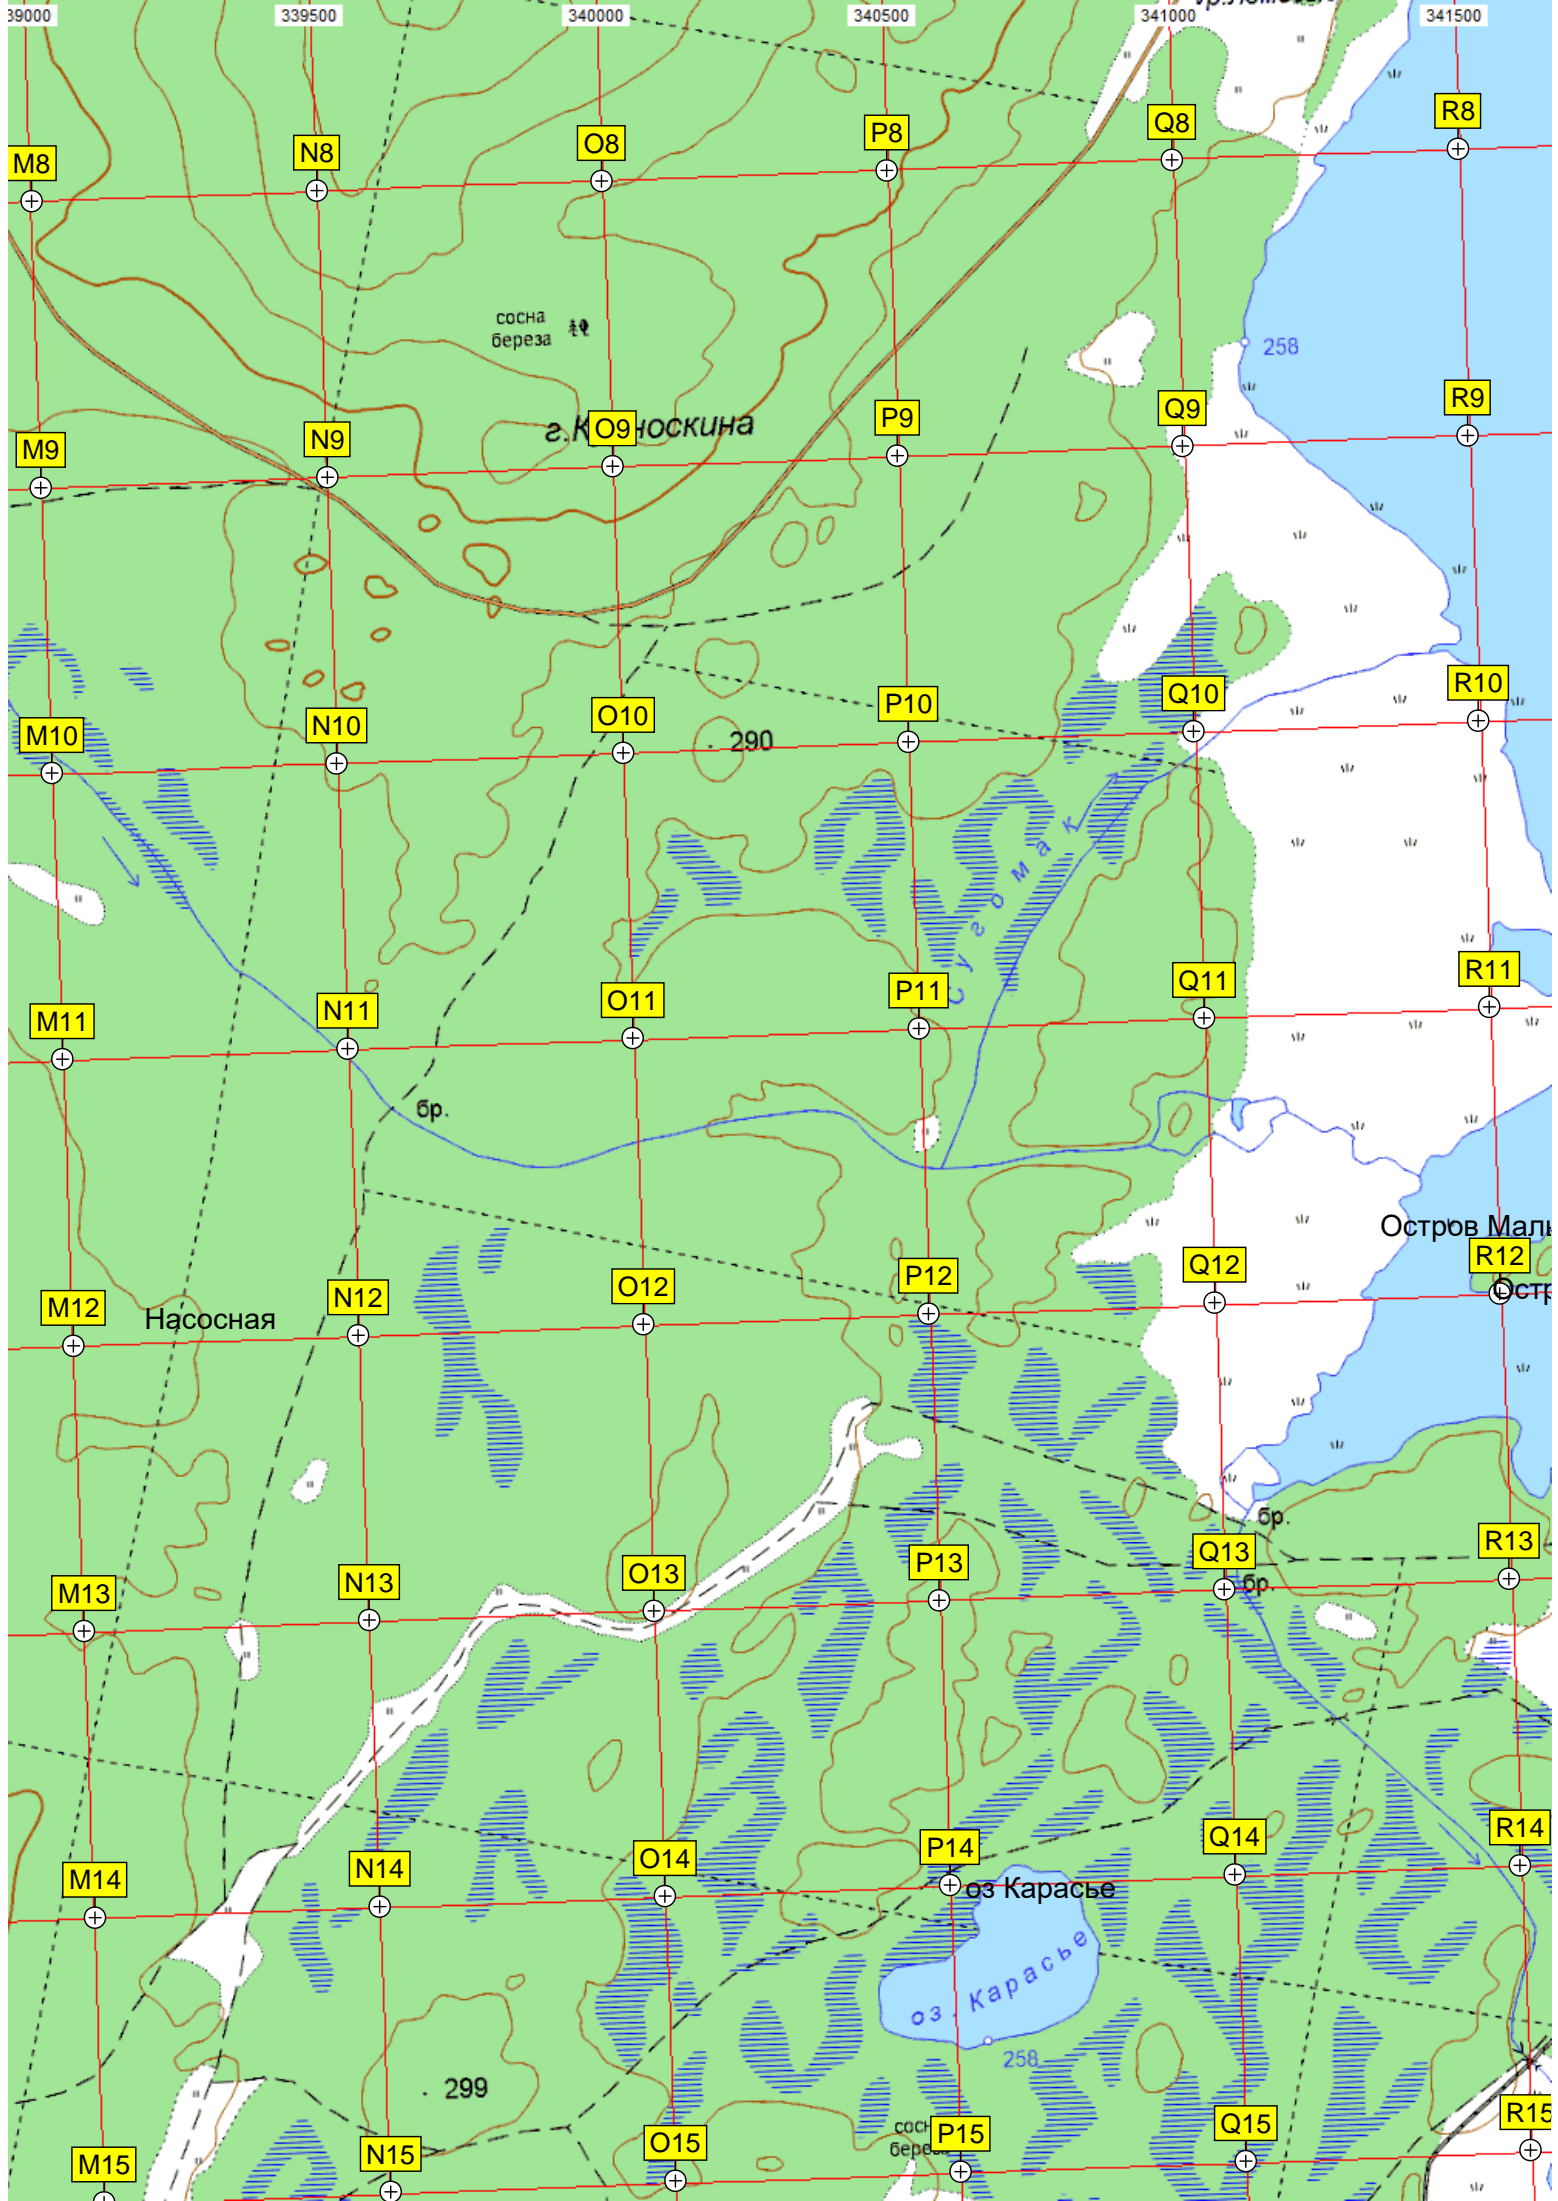 339000 339500 340000 340500 341000 341500
M8 N8 O8 P8 Q8 R8
258
сосна
береза
г.К носкина
M9 N9 O9 P9 Q9 R9
M10 N10 O10 P10 Q10 R10
290
Сугомак
M11 N11 O11 P11 Q11 R11
бр.
Остров Малы
M12 N12 O12 P12 Q12 R12
Насосная
Остр
бр.
M13 N13 O13 P13 Q13 R13
бр.
M14 N14 O14 P14 Q14 R14
оз Карасье
оз. Карасье
258
299
сосн
бере
M15 N15 O15 P15 Q15 R15